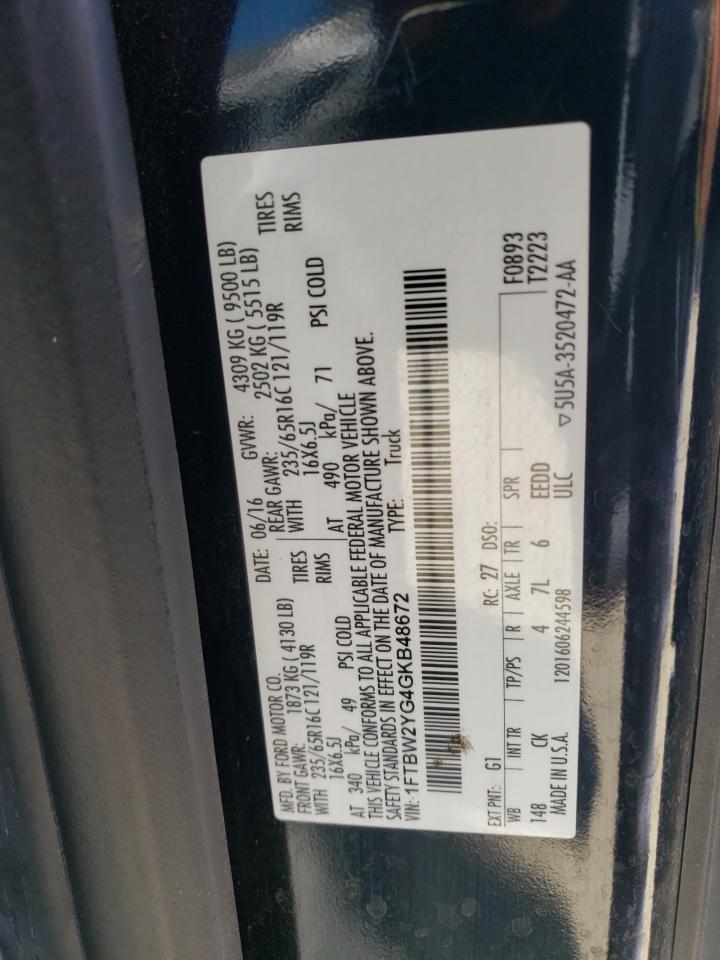 MFD. BY FORD MOTOR CO.
DATE: 06/16 GVWR: 4309 KG ( 9500 LB)
FRONT GAWR: 1873 KG ( 4130 LB) REAR GAWR: 2502 KG ( 5515 LB)
WITH 235/65R16C 121/119R TIRES WITH 235/65R16C 121/119R TIRES
16X6.5J RIMS 16X6.5J RIMS
AT 340 kPa/ 49 PSI COLD AT 490 kPa/ 71 PSI COLD
THIS VEHICLE CONFORMS TO ALL APPLICABLE FEDERAL MOTOR VEHICLE
SAFETY STANDARDS IN EFFECT ON THE DATE OF MANUFACTURE SHOWN ABOVE.
VIN: 1FTBW2YG4GKB48672 TYPE: Truck
EXT PNT: G1 RC: 27 DSO: F0893
WB INT TR TP/PS R AXLE TR SPR T2223
148 CK 4 7L 6 EEDD
MADE IN U.S.A. 1201606244598 ULC ▽5U5A-3520472-AA